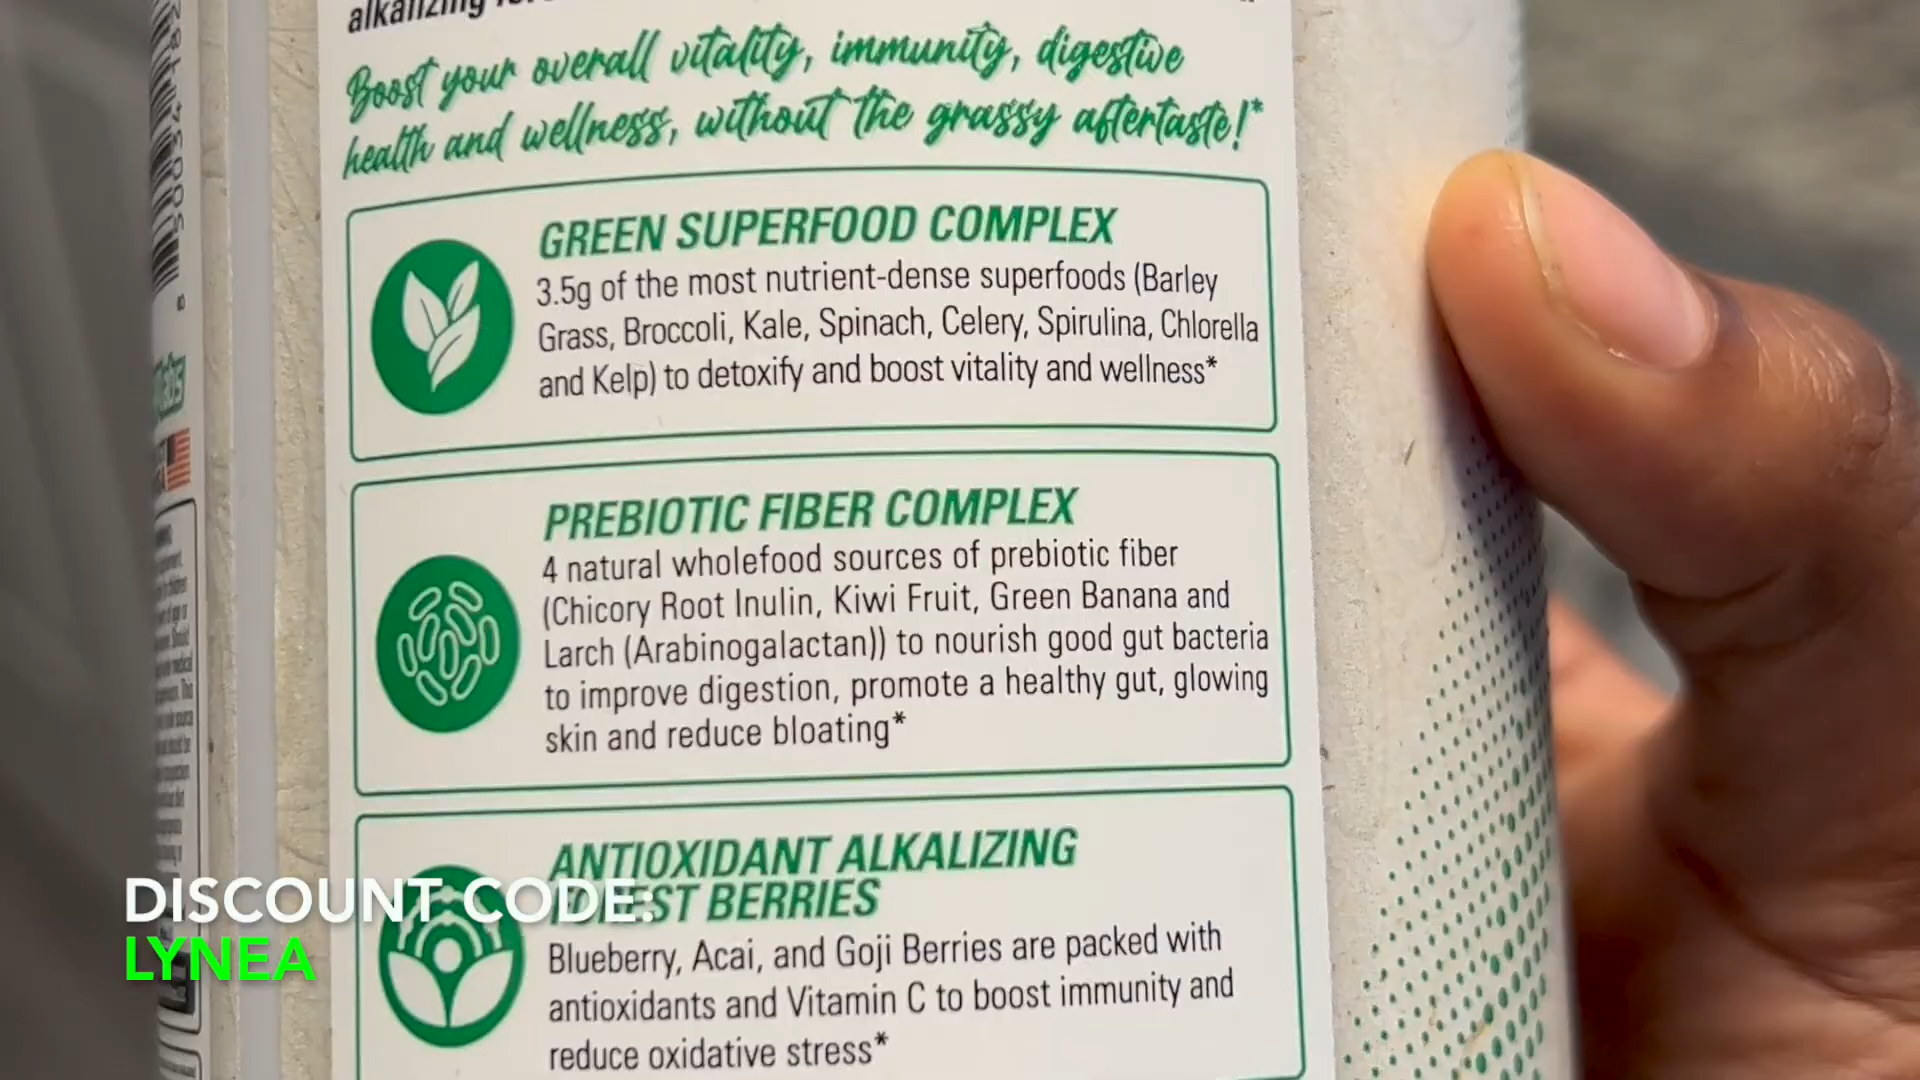 alkalizing
Boost your overall vitality, immunity, digestive
health and wellness, without the grassy aftertaste!*
GREEN SUPERFOOD COMPLEX
3.5g of the most nutrient-dense superfoods (Barley
Grass, Broccoli, Kale, Spinach, Celery, Spirulina, Chlorella
and Kelp) to detoxify and boost vitality and wellness*
PREBIOTIC FIBER COMPLEX
4 natural wholefood sources of prebiotic fiber
(Chicory Root Inulin, Kiwi Fruit, Green Banana and
Larch (Arabinogalactan)) to nourish good gut bacteria
to improve digestion, promote a healthy gut, glowing
skin and reduce bloating*
ANTIOXIDANT ALKALIZING
BERRIES
Blueberry, Acai, and Goji Berries are packed with
antioxidants and Vitamin C to boost immunity and
reduce oxidative stress*
DISCOUNT CODE:
LYNEA